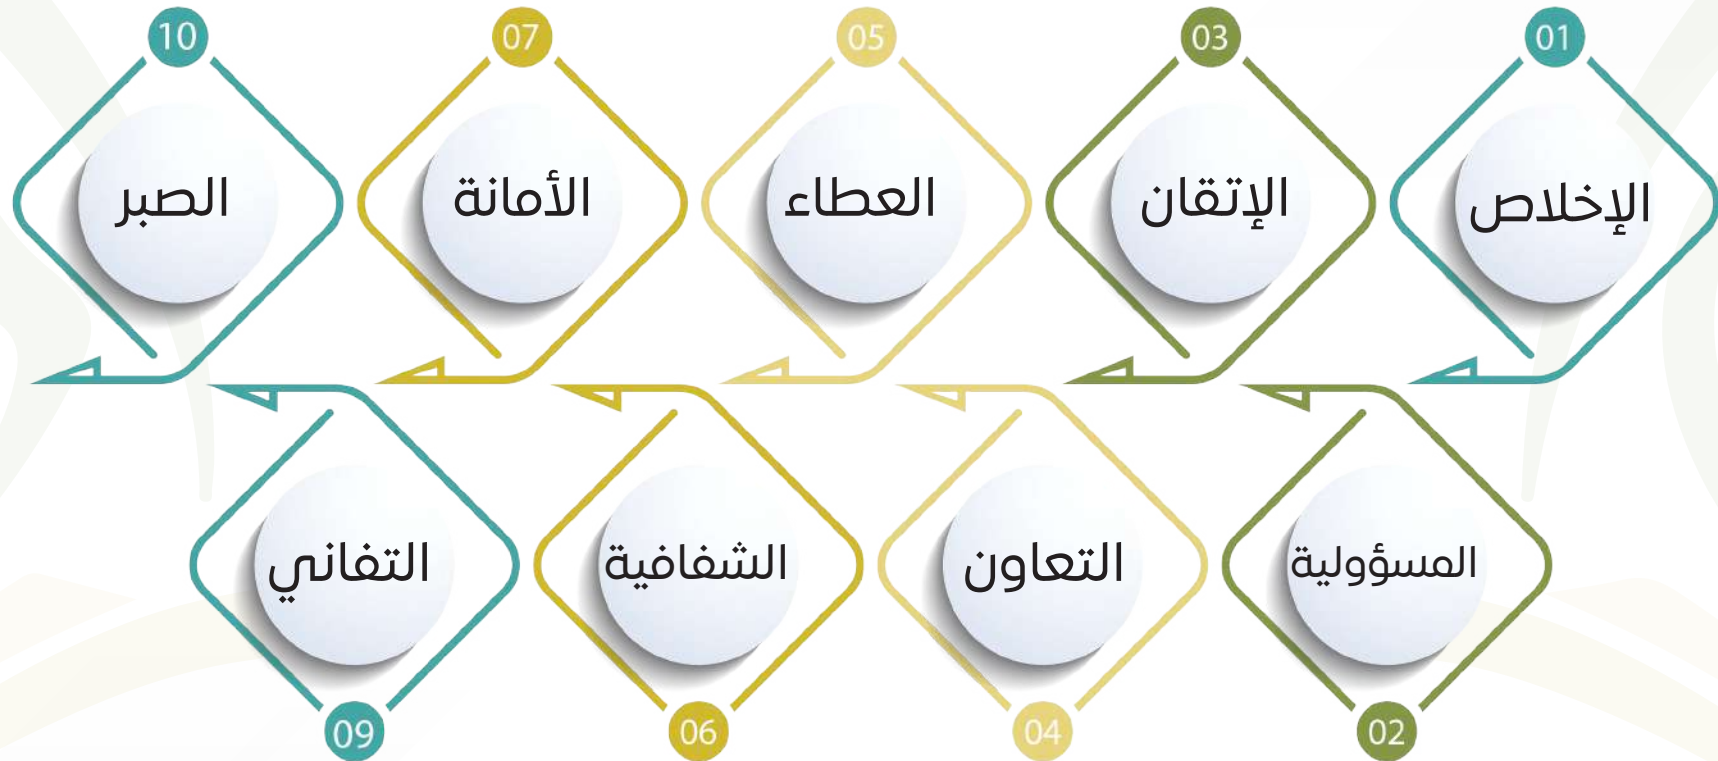 01
الإخلاص
02
المسؤولية
03
الإتقان
04
التعاون
05
العطاء
06
الشفافية
07
الأمانة
09
التفاني
10
الصبر